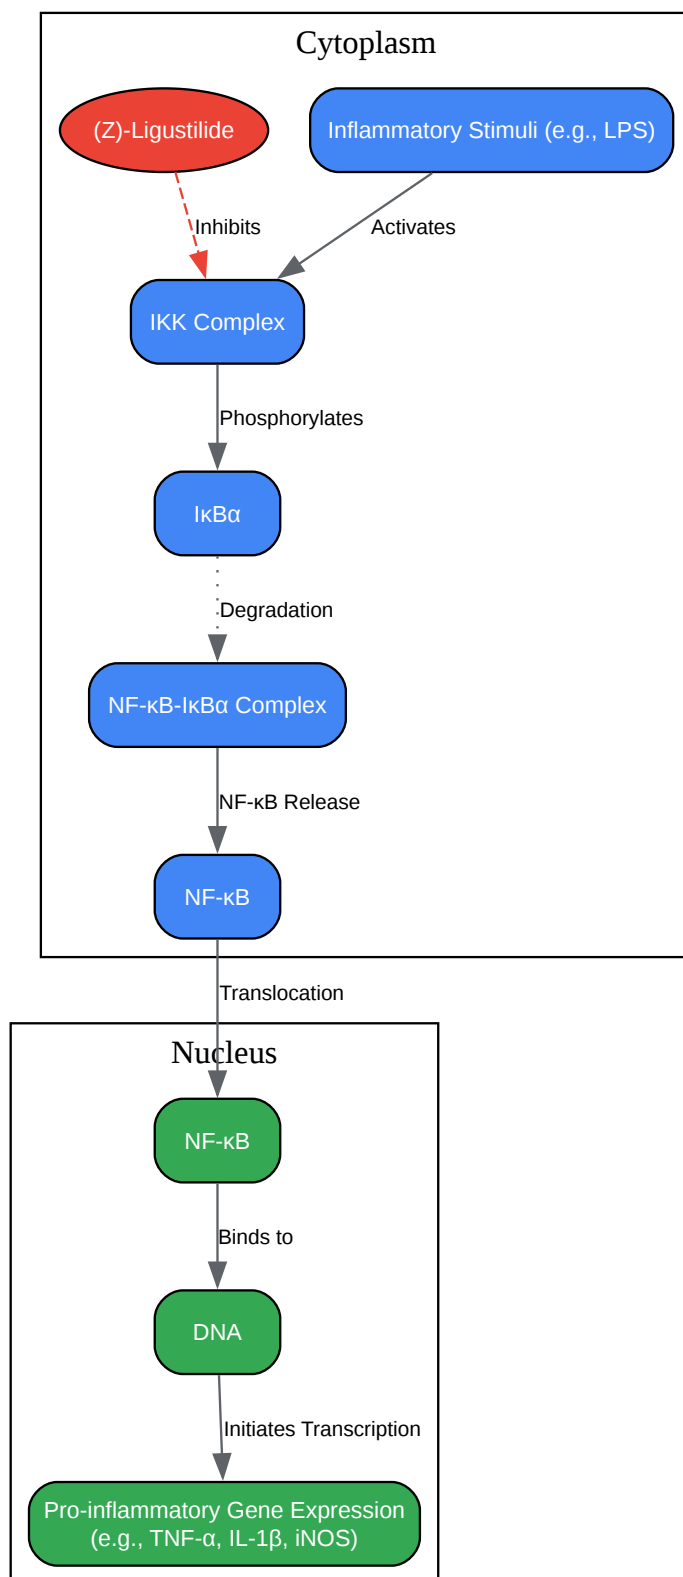 Cytoplasm
(Z)-Ligustilide
Inflammatory Stimuli (e.g., LPS)
Inhibits
Activates
IKK Complex
Phosphorylates
IκBα
Degradation
NF-κB-IκBα Complex
NF-κB Release
NF-κB
Translocation
Nucleus
NF-κB
Binds to
DNA
Initiates Transcription
Pro-inflammatory Gene Expression
(e.g., TNF-α, IL-1β, iNOS)